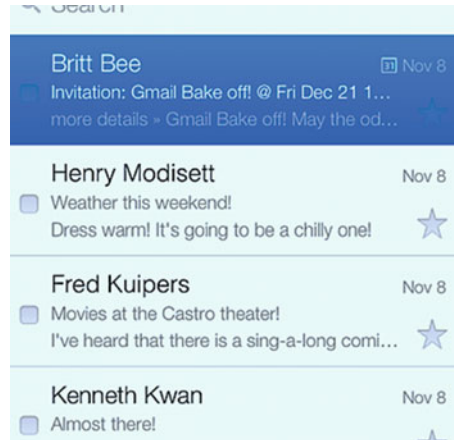 Search
Britt Bee
31 Nov 8
Invitation: Gmail Bake off! @ Fri Dec 21 1...
more details » Gmail Bake off! May the od...
Henry Modisett
Nov 8
Weather this weekend!
Dress warm! It's going to be a chilly one!
Fred Kuipers
Nov 8
Movies at the Castro theater!
I've heard that there is a sing-a-long comi...
Kenneth Kwan
Nov 8
Almost there!